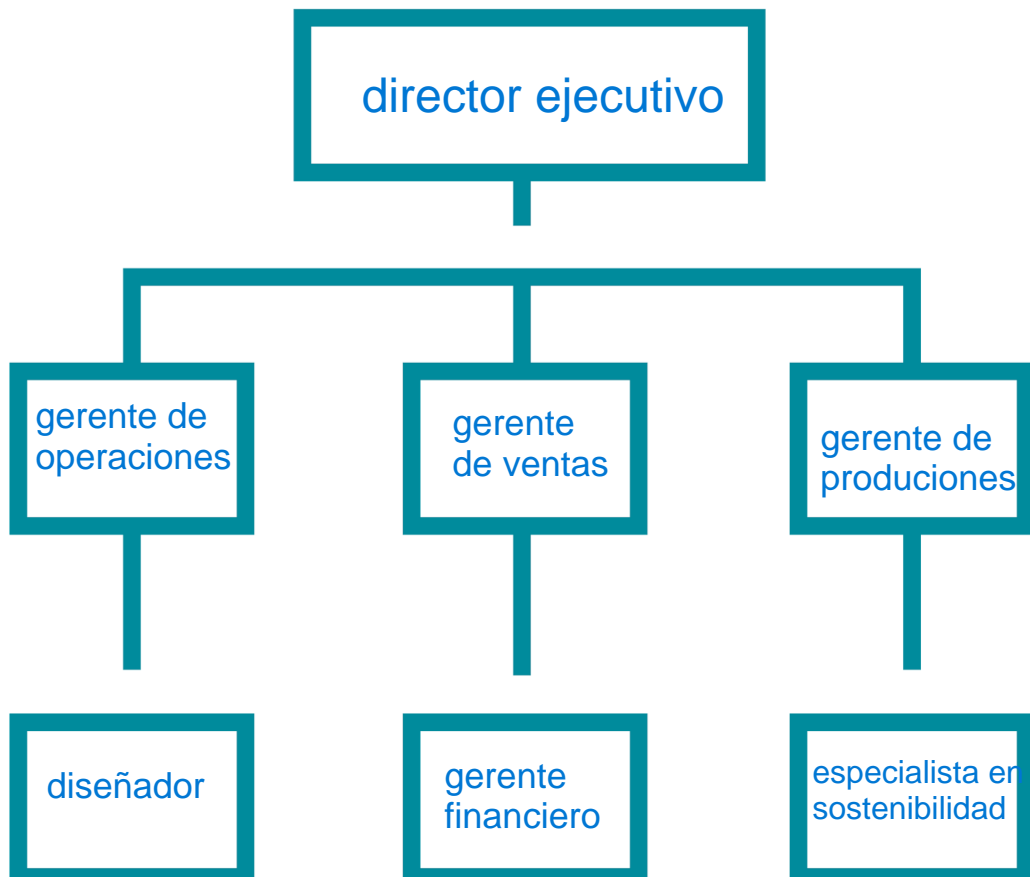 director ejecutivo
gerente de
operaciones
gerente
de ventas
gerente de
produciones
diseñador
gerente
financiero
especialista en
sostenibilidad